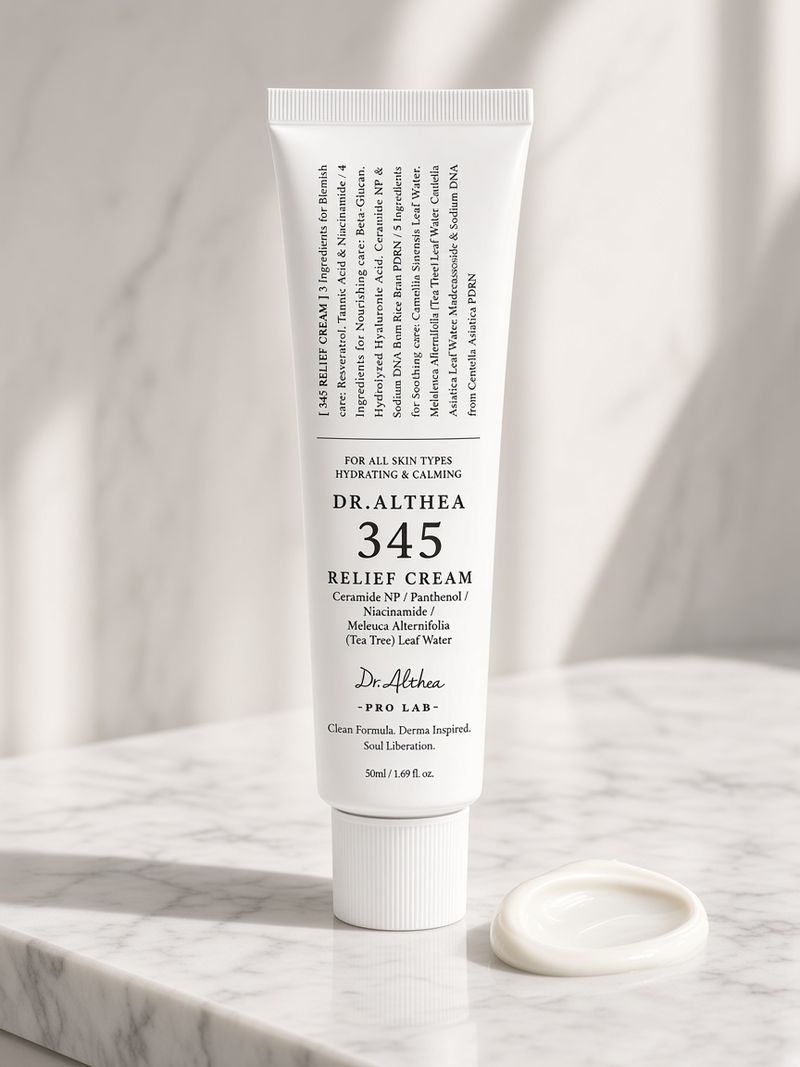 [ 345 RELIEF CREAM ] 3 Ingredients for Blemish
care: Resveratrol, Tannic Acid & Niacinamide / 4
Ingredients for Nourishing care: Beta-Glucan,
Hydrolyzed Hyaluronic Acid, Ceramide NP &
Sodium DNA from Rice Bran PDRN / 5 Ingredients
for Soothing care: Camellia Sinensis Leaf Water,
(Tea Tree) Leaf Water
Asiatica Leaf Water, & Sodium DNA
from Centella Asiatica PDRN
FOR ALL SKIN TYPES
HYDRATING & CALMING
DR.ALTHEA
345
RELIEF CREAM
Ceramide NP / Panthenol /
Niacinamide /
Meleuca Alternifolia
(Tea Tree) Leaf Water
Dr.Althea
-PRO LAB-
Clean Formula. Derma Inspired.
Soul Liberation.
50ml / 1.69 fl. oz.